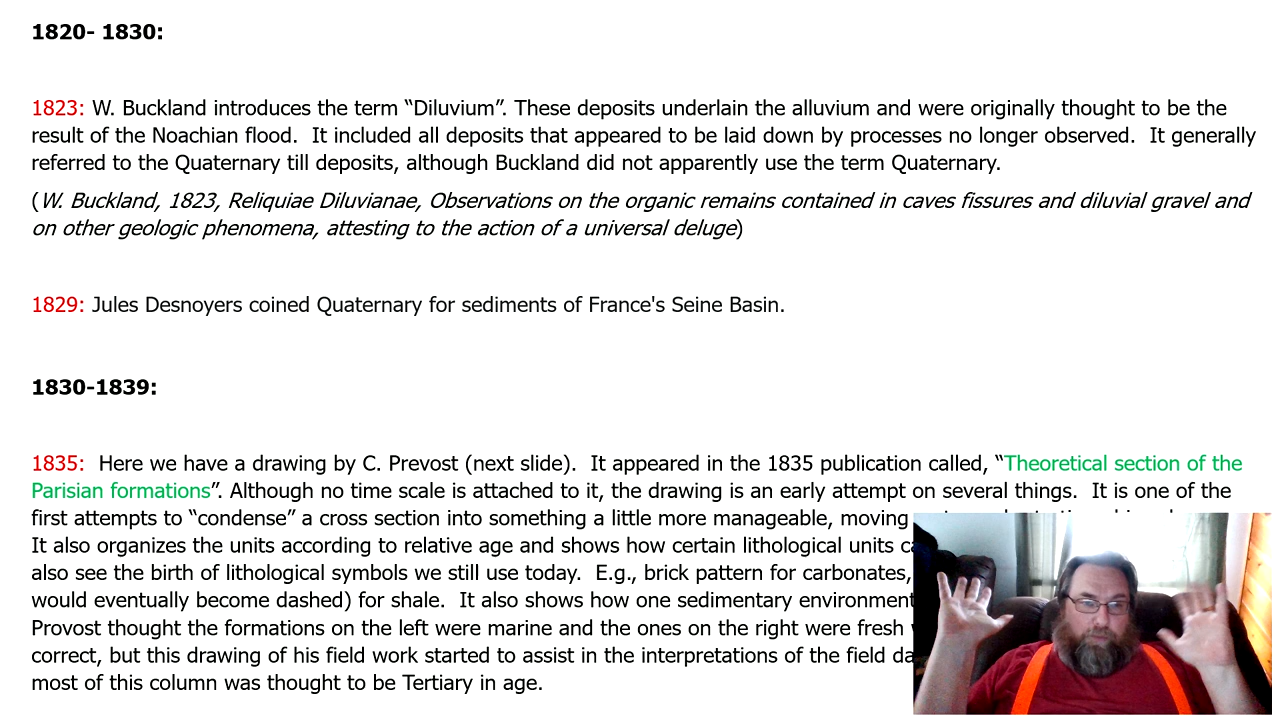 1820- 1830:
1823: W. Buckland introduces the term “Diluvium”. These deposits underlain the alluvium and were originally thought to be the
result of the Noachian flood.  It included all deposits that appeared to be laid down by processes no longer observed.  It generally
referred to the Quaternary till deposits, although Buckland did not apparently use the term Quaternary.
(W. Buckland, 1823, Reliquiae Diluvianae, Observations on the organic remains contained in caves fissures and diluvial gravel and
on other geologic phenomena, attesting to the action of a universal deluge)
1829: Jules Desnoyers coined Quaternary for sediments of France's Seine Basin.
1830-1839:
1835:  Here we have a drawing by C. Prevost (next slide).  It appeared in the 1835 publication called, “Theoretical section of the
Parisian formations”. Although no time scale is attached to it, the drawing is an early attempt on several things.  It is one of the
first attempts to “condense” a cross section into something a little more manageable, moving
It also organizes the units according to relative age and shows how certain lithological units
also see the birth of lithological symbols we still use today.  E.g., brick pattern for carbonates,
would eventually become dashed) for shale.  It also shows how one sedimentary environment
Provost thought the formations on the left were marine and the ones on the right were fresh
correct, but this drawing of his field work started to assist in the interpretations of the field
most of this column was thought to be Tertiary in age.